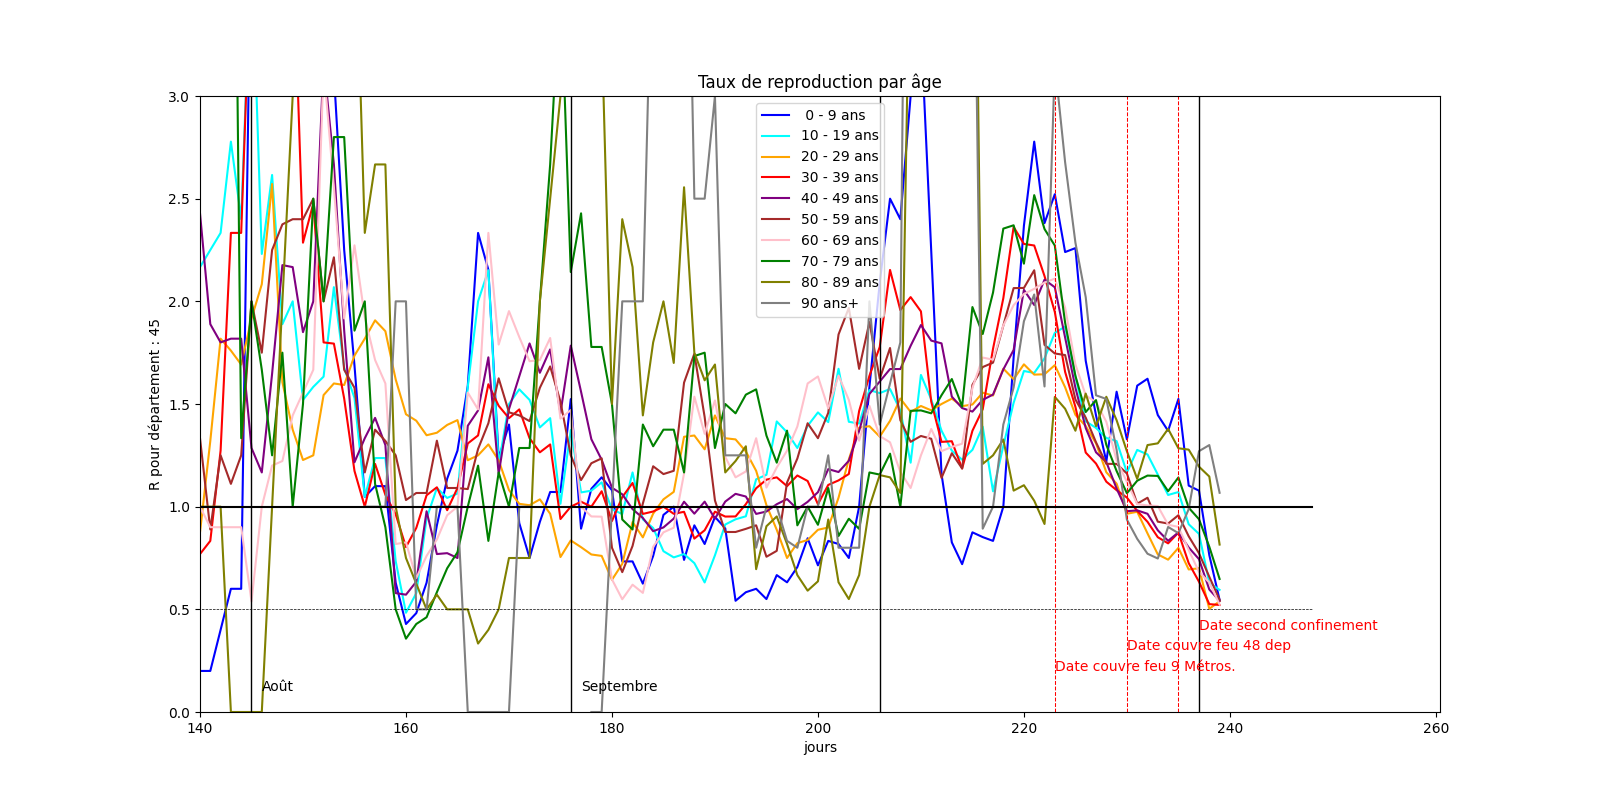 Taux de reproduction par âge
R pour département : 45
3.0
2.5
2.0
1.5
1.0
0.5
0.0
0 - 9 ans
10 - 19 ans
20 - 29 ans
30 - 39 ans
40 - 49 ans
50 - 59 ans
60 - 69 ans
70 - 79 ans
80 - 89 ans
90 ans+
Date second confinement
Date couvre feu 48 dep
Date couvre feu 9 Métros.
Août
Septembre
140
160
180
200
220
240
260
jours